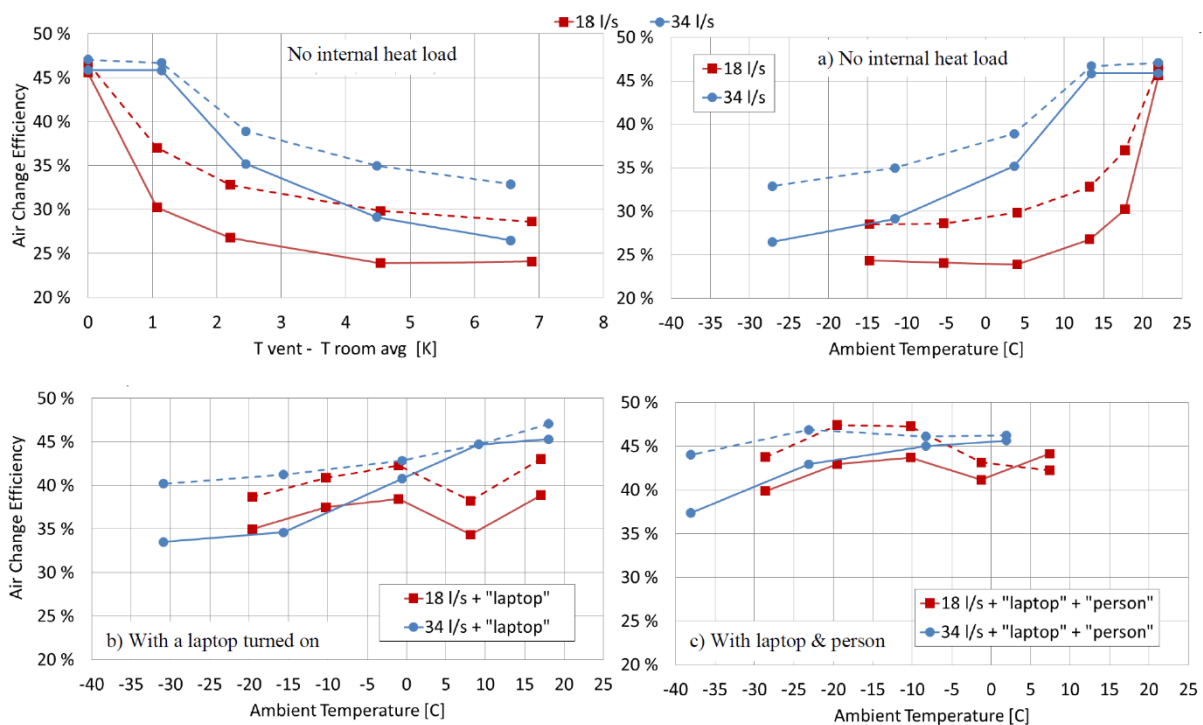 18 l/s 34 l/s
50 %
45 %
40 %
35 %
30 %
25 %
20 %
Air Change Efficiency
No internal heat load
0 1 2 3 4 5 6 7 8
T vent - T room avg [K]
50 %
45 %
40 %
35 %
30 %
25 %
20 %
a) No internal heat load
18 l/s
34 l/s
-40 -35 -30 -25 -20 -15 -10 -5 0 5 10 15 20 25
Ambient Temperature [C]
50 %
45 %
40 %
35 %
30 %
25 %
20 %
Air Change Efficiency
18 l/s + "laptop"
34 l/s + "laptop"
b) With a laptop turned on
-40 -35 -30 -25 -20 -15 -10 -5 0 5 10 15 20 25
Ambient Temperature [C]
50 %
45 %
40 %
35 %
30 %
25 %
20 %
18 l/s + "laptop" + "person"
34 l/s + "laptop" + "person"
c) With laptop & person
-40 -35 -30 -25 -20 -15 -10 -5 0 5 10 15 20 25
Ambient Temperature [C]